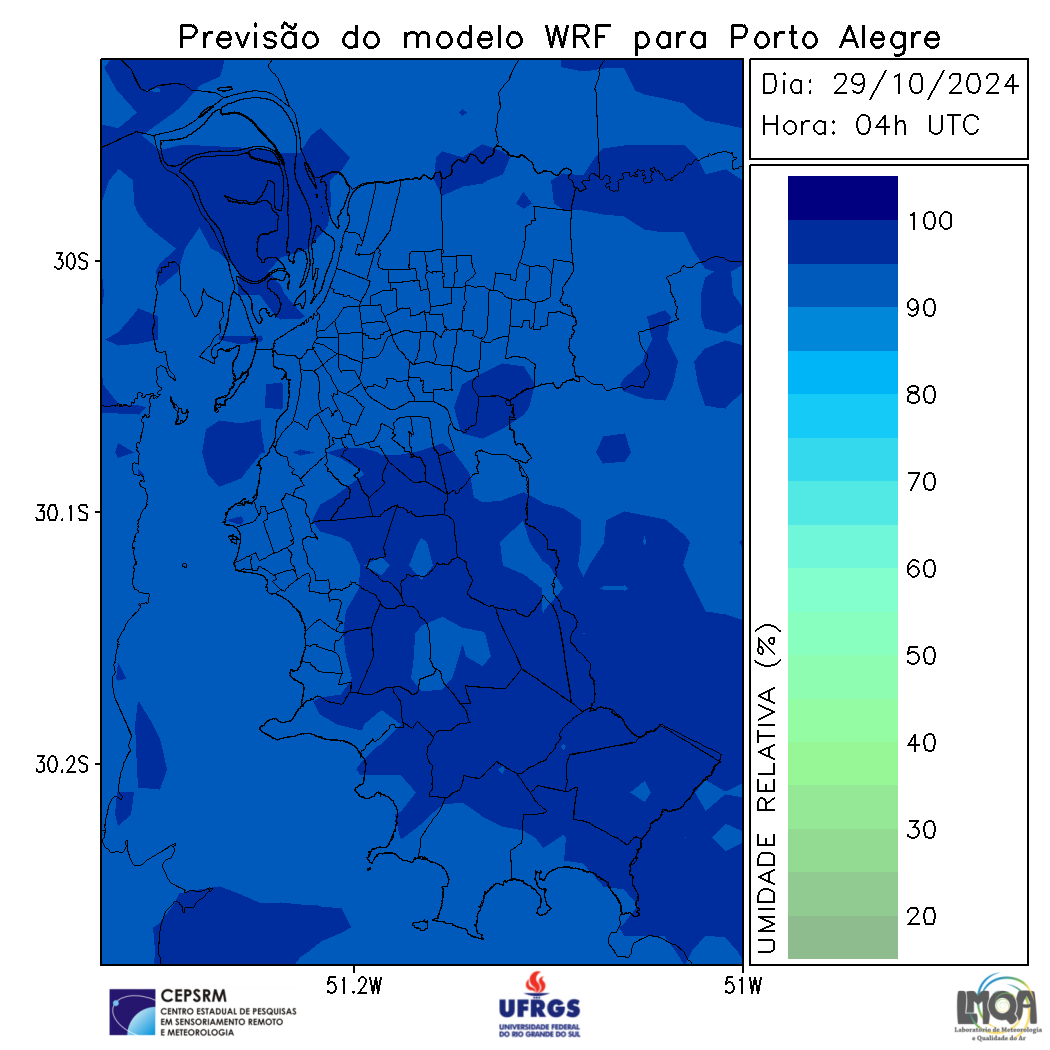 Previsão do modelo WRF para Porto Alegre
Dia: 29/10/2024
Hora: 04h UTC
30S
30.1S
30.2S
51.2W
51W
UMIDADE RELATIVA (%)
100
90
80
70
60
50
40
30
20
CEPSRM
CENTRO ESTADUAL DE PESQUISAS
EM SENSORIAMENTO REMOTO
E METEOROLOGIA
UFRGS
UNIVERSIDADE FEDERAL
DO RIO GRANDE DO SUL
LMQA
Laboratório de Meteorologia
e Qualidade do Ar